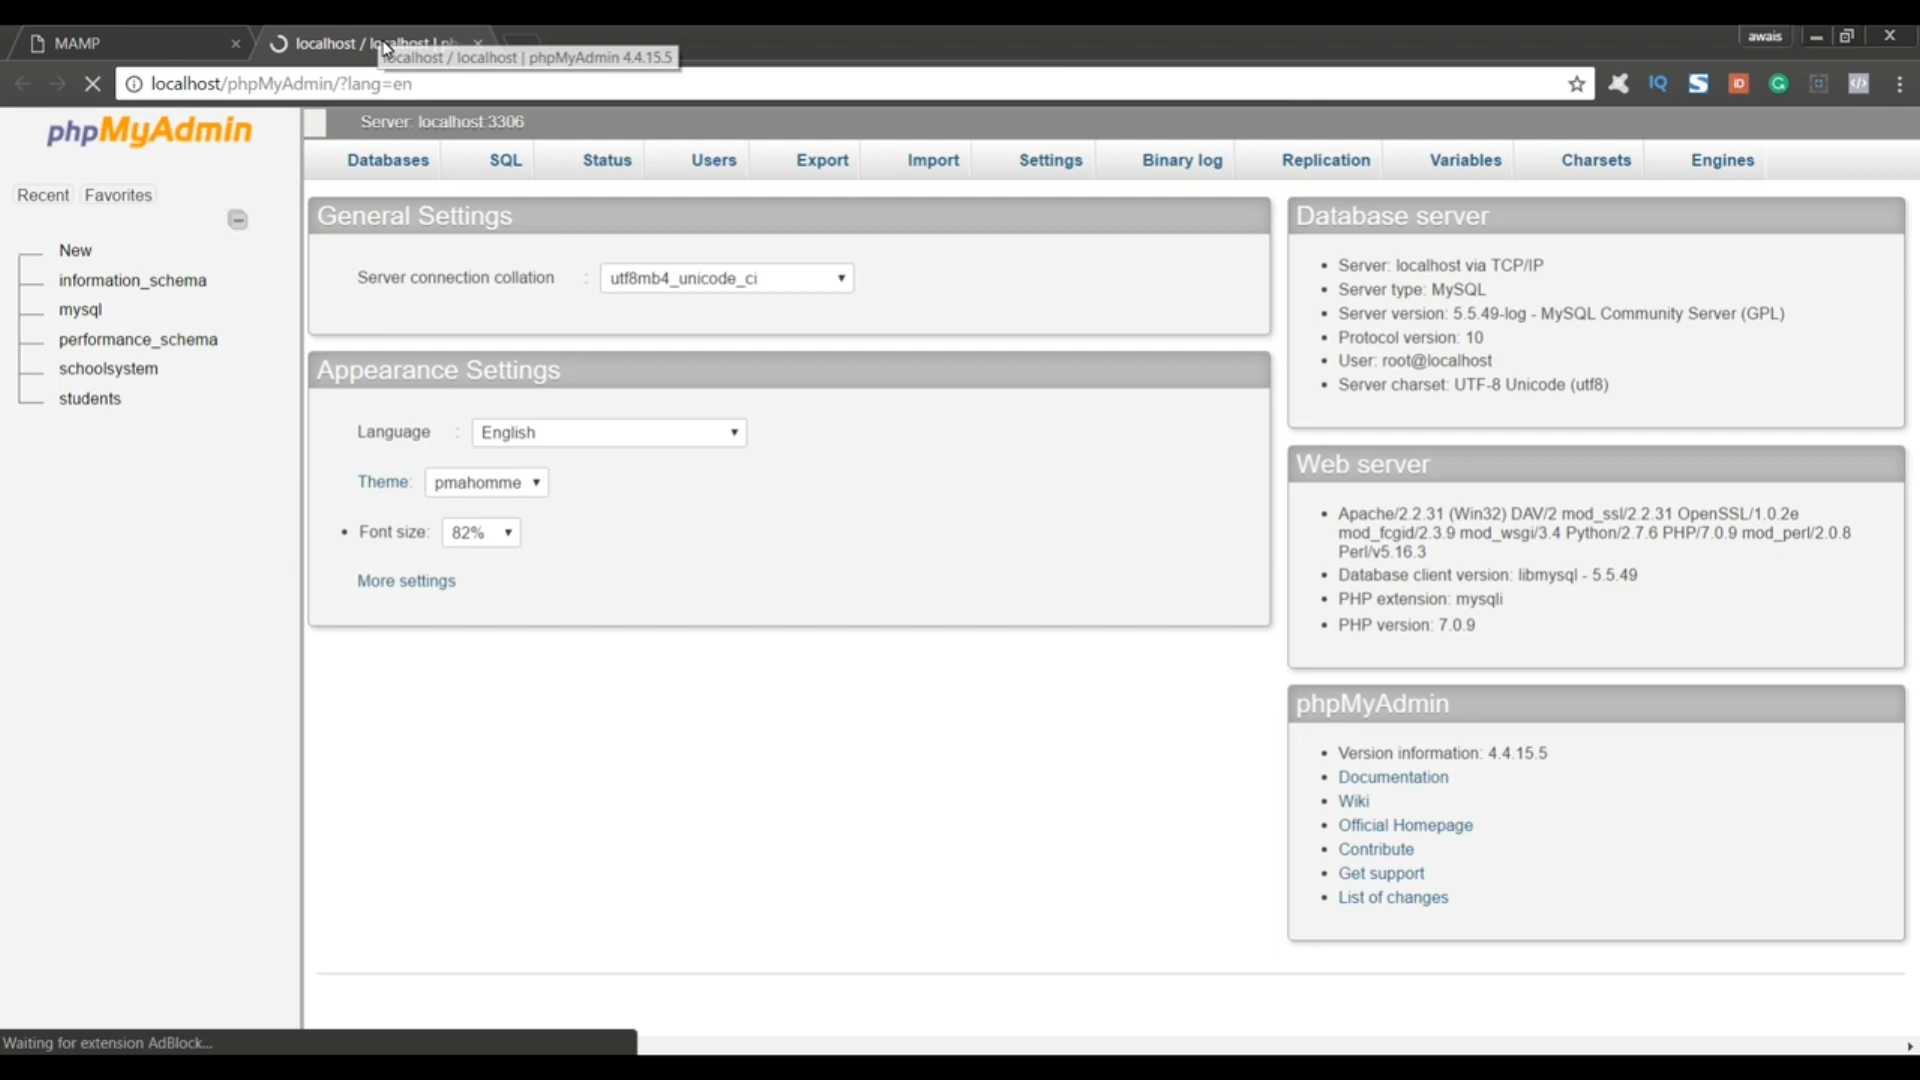 MAMP
localhost / localhost | ph
awais
localhost / localhost | phpMyAdmin 4.4.15.5
localhost/phpMyAdmin/?lang=en
IQ
phpMyAdmin
Server: localhost:3306
Databases SQL Status Users Export Import Settings Binary log Replication Variables Charsets Engines
Recent Favorites
New
information_schema
mysql
performance_schema
schoolsystem
students
General Settings
Server connection collation : utf8mb4_unicode_ci
Appearance Settings
Language : English
Theme: pmahomme
• Font size: 82%
More settings
Database server
• Server: localhost via TCP/IP
• Server type: MySQL
• Server version: 5.5.49-log - MySQL Community Server (GPL)
• Protocol version: 10
• User: root@localhost
• Server charset: UTF-8 Unicode (utf8)
Web server
• Apache/2.2.31 (Win32) DAV/2 mod_ssl/2.2.31 OpenSSL/1.0.2e
mod_fcgid/2.3.9 mod_wsgi/3.4 Python/2.7.6 PHP/7.0.9 mod_perl/2.0.8
Perl/v5.16.3
• Database client version: libmysql - 5.5.49
• PHP extension: mysqli
• PHP version: 7.0.9
phpMyAdmin
• Version information: 4.4.15.5
• Documentation
• Wiki
• Official Homepage
• Contribute
• Get support
• List of changes
Waiting for extension AdBlock...